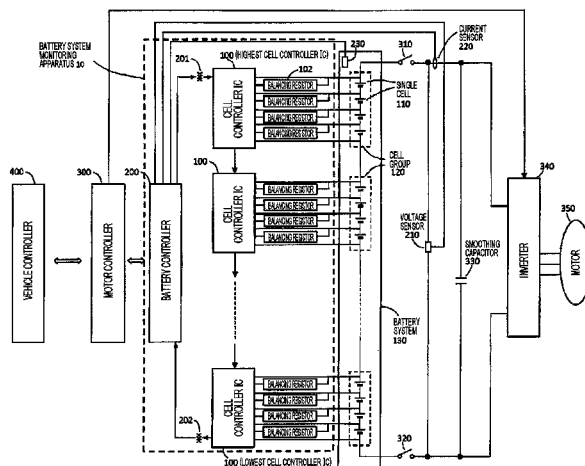 BATTERY SYSTEM
MONITORING
APPARATUS 10
201
100 (HIGHEST CELL CONTROLLER IC)
230
310
CURRENT
SENSOR
220
102
CELL
CONTROLLER IC
BALANCING RESISTOR
BALANCING RESISTOR
BALANCING RESISTOR
BALANCING RESISTOR
SINGLE
CELL
110
CELL
GROUP
120
400
300
200
100
340
350
VEHICLE CONTROLLER
MOTOR CONTROLLER
BATTERY CONTROLLER
CELL
CONTROLLER IC
BALANCING RESISTOR
BALANCING RESISTOR
BALANCING RESISTOR
BALANCING RESISTOR
VOLTAGE
SENSOR
210
SMOOTHING
CAPACITOR
330
INVERTER
MOTOR
BATTERY
SYSTEM
130
202
CELL
CONTROLLER IC
BALANCING RESISTOR
BALANCING RESISTOR
BALANCING RESISTOR
BALANCING RESISTOR
320
100 (LOWEST CELL CONTROLLER IC)